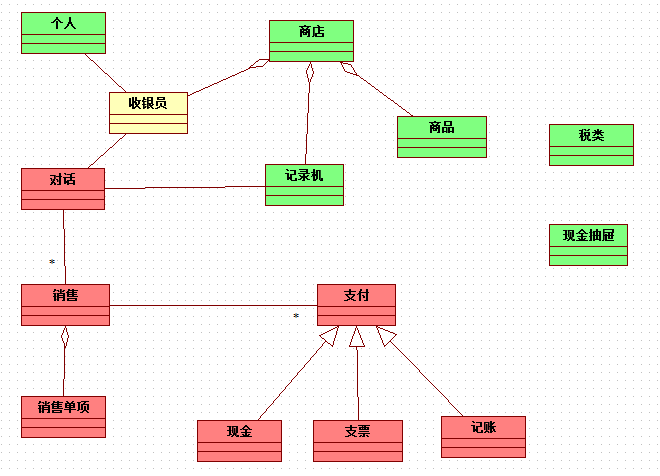 个人
商店
收银员
商品
税类
对话
记录机
现金抽屉
*
销售
支付
*
销售单项
现金
支票
记账